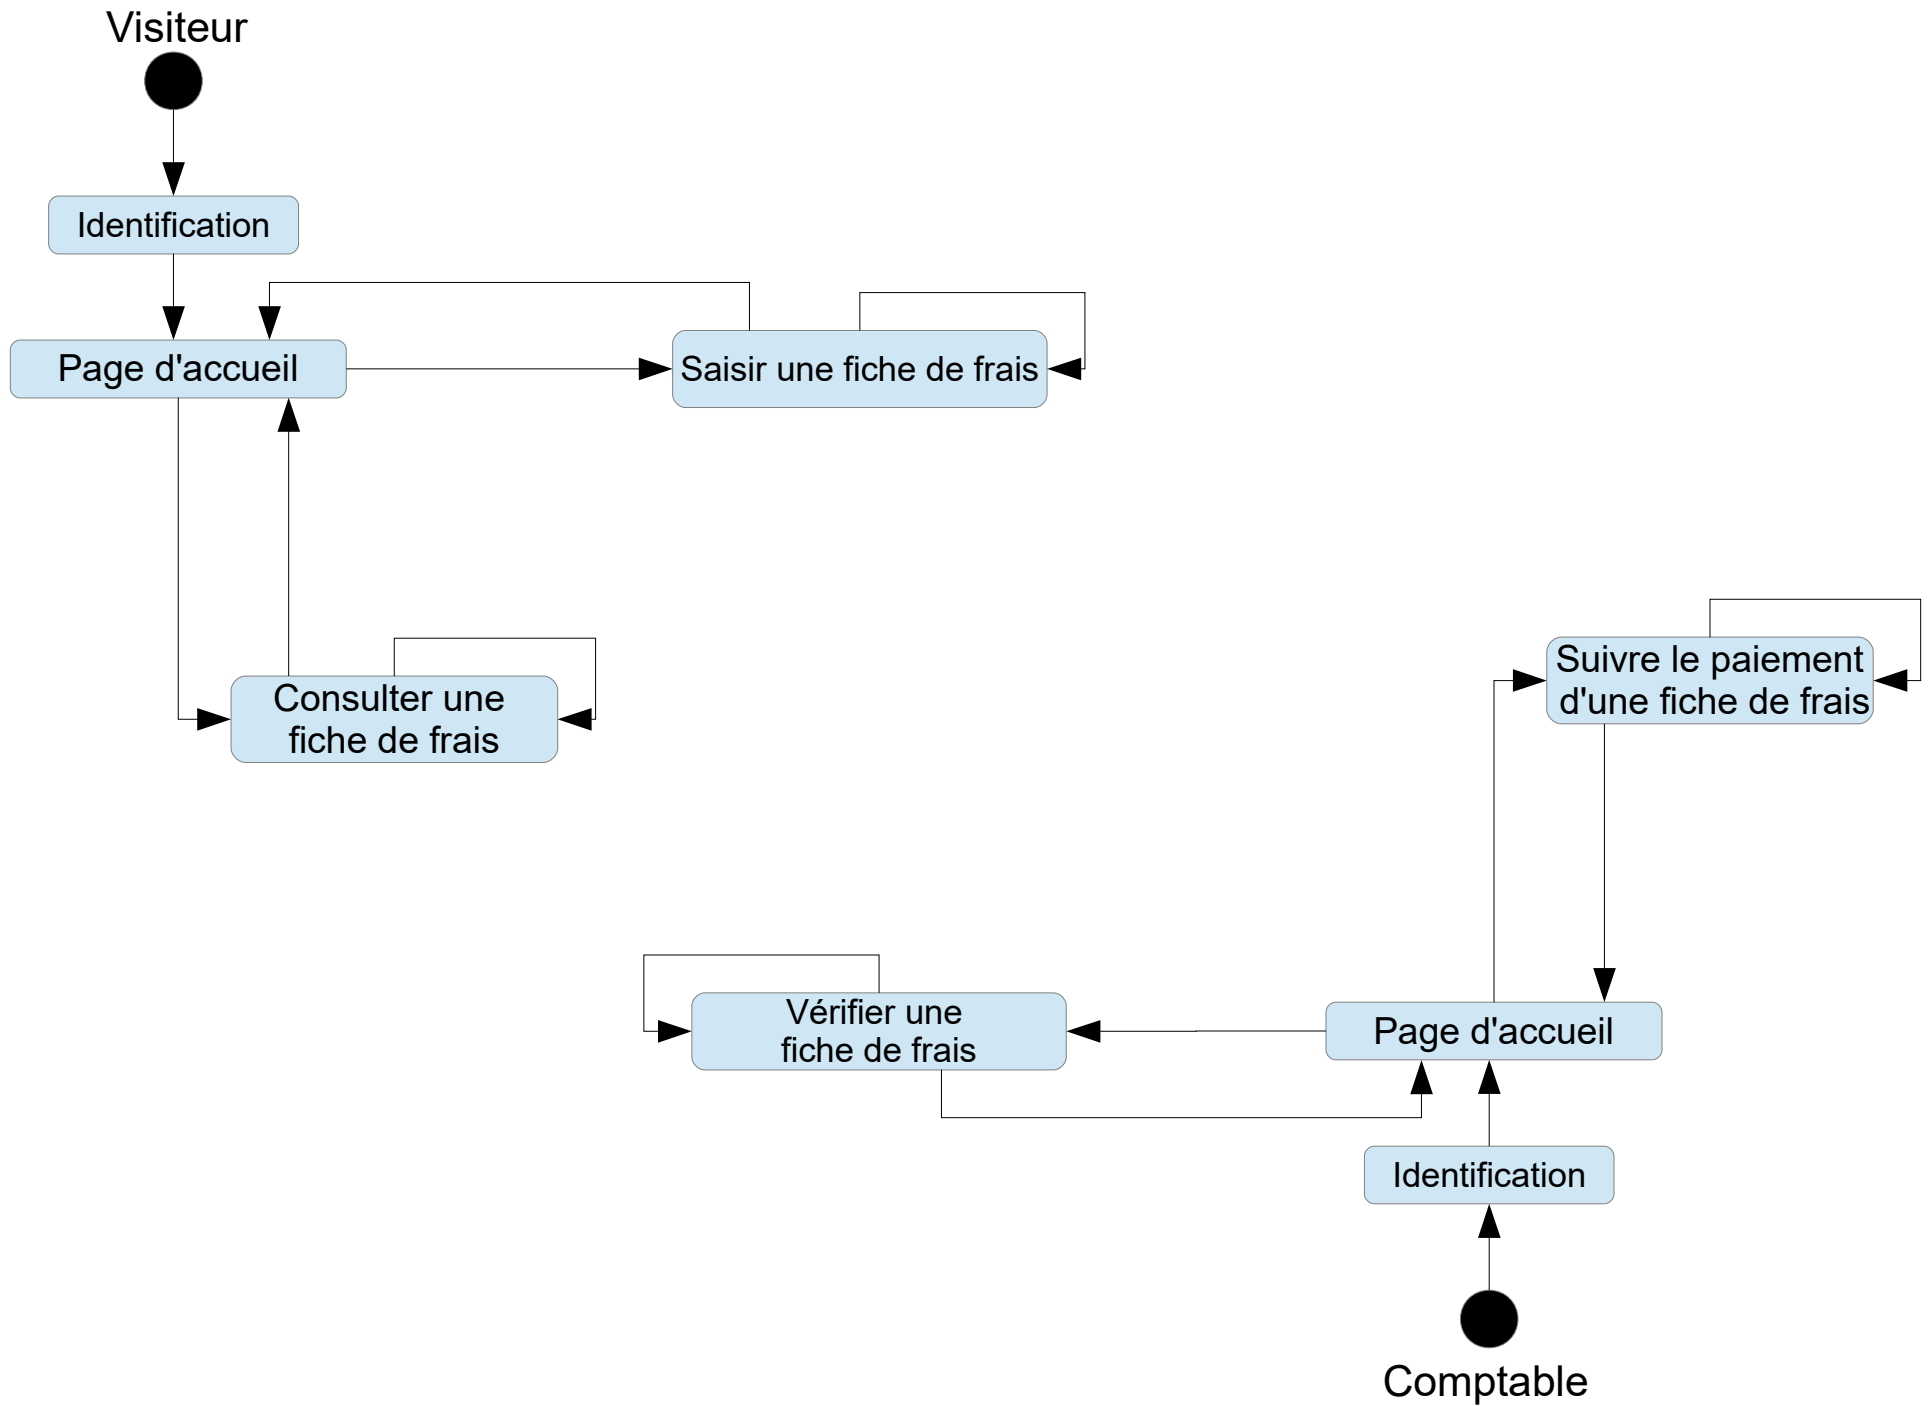 Visiteur
Identification
Page d'accueil
Saisir une fiche de frais
Consulter une
fiche de frais
Suivre le paiement
d'une fiche de frais
Vérifier une
fiche de frais
Page d'accueil
Identification
Comptable